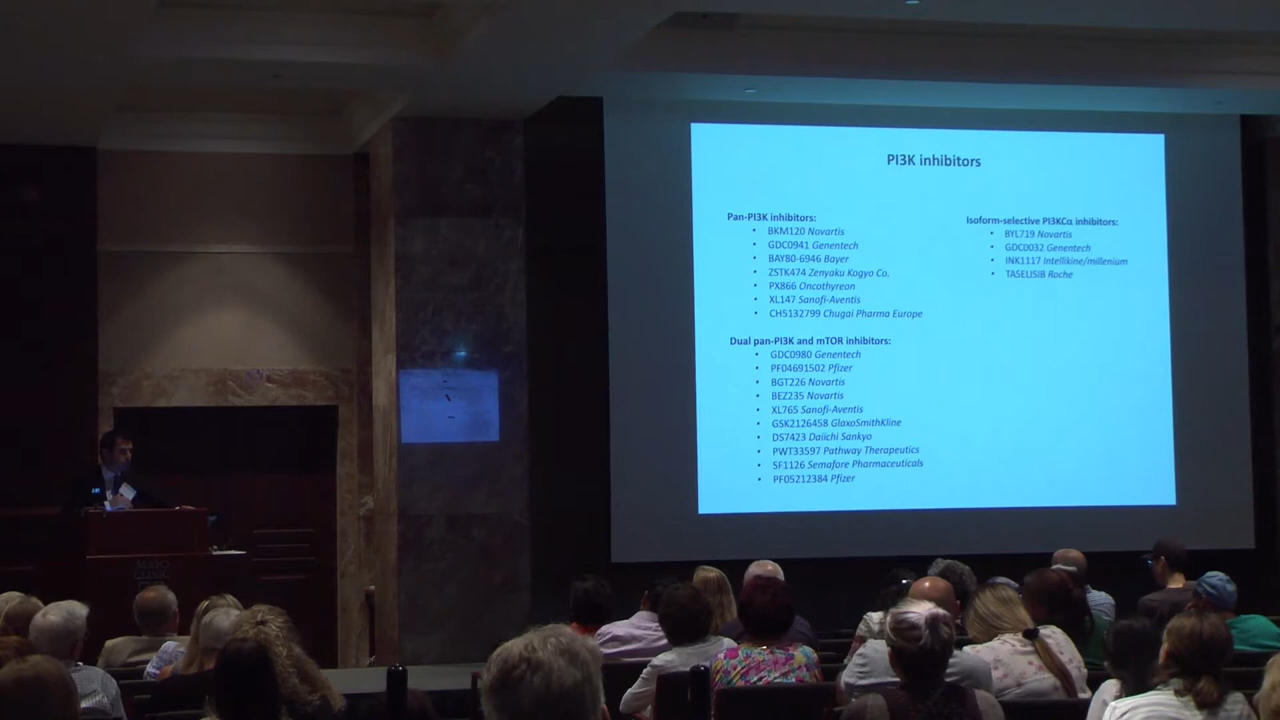 PI3K inhibitors
Pan-PI3K inhibitors:
• BKM120 Novartis
• GDC0941 Genentech
• BAY80-6946 Bayer
• ZSTK474 Zenyaku Kogyo Co.
• PX866 Oncothyreon
• XL147 Sanofi-Aventis
• CH5132799 Chugai Pharma Europe
Dual pan-PI3K and mTOR inhibitors:
• GDC0980 Genentech
• PF04691502 Pfizer
• BGT226 Novartis
• BEZ235 Novartis
• XL765 Sanofi-Aventis
• GSK2126458 GlaxoSmithKline
• DS7423 Daiichi Sankyo
• PWT33597 Pathway Therapeutics
• SF1126 Semafore Pharmaceuticals
• PF05212384 Pfizer
Isoform-selective PI3KCα inhibitors:
• BYL719 Novartis
• GDC0032 Genentech
• INK1117 Intellikine/millenium
• TASELISIB Roche
MAYO
CLINIC